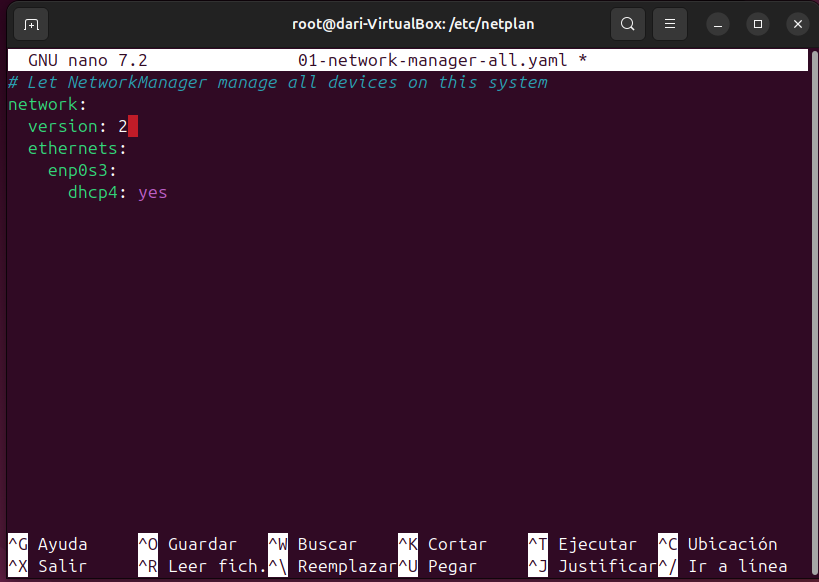 root@dari-VirtualBox: /etc/netplan
GNU nano 7.2 01-network-manager-all.yaml *
# Let NetworkManager manage all devices on this system
network:
  version: 2
  ethernets:
    enp0s3:
      dhcp4: yes
^G Ayuda ^O Guardar ^W Buscar ^K Cortar ^T Ejecutar ^C Ubicación
^X Salir ^R Leer fich. ^\ Reemplazar ^U Pegar ^J Justificar ^/ Ir a línea